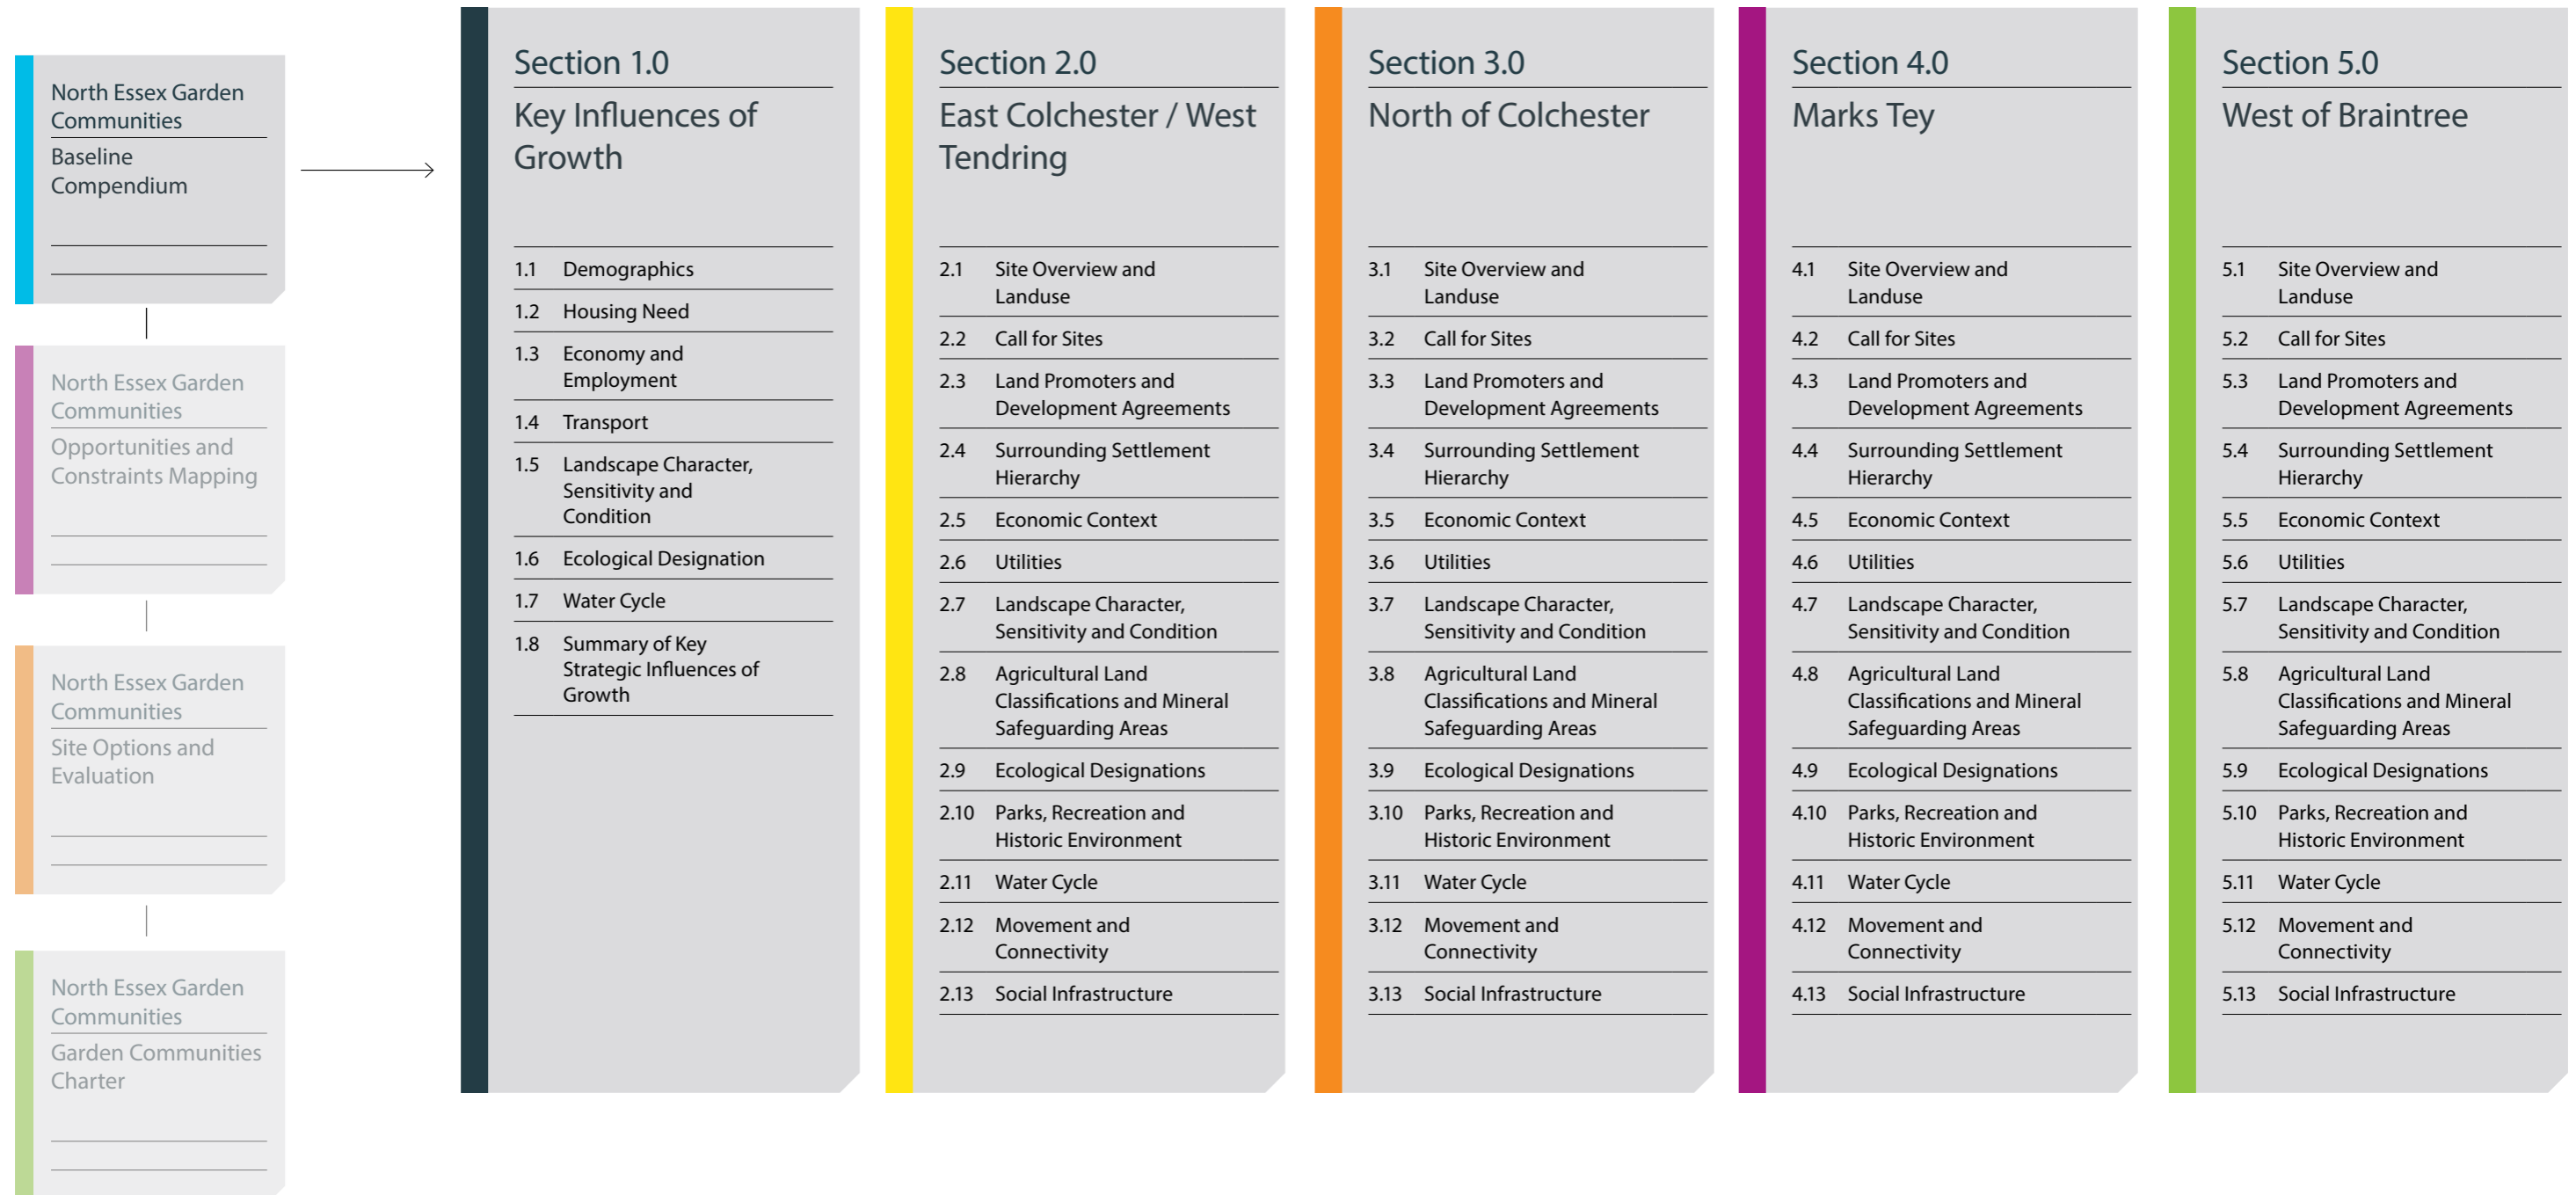 North Essex Garden
Communities
Baseline
Compendium
North Essex Garden
Communities
Opportunities and
Constraints Mapping
North Essex Garden
Communities
Site Options and
Evaluation
North Essex Garden
Communities
Garden Communities
Charter
Section 1.0
Key Influences of
Growth
1.1 Demographics
1.2 Housing Need
1.3 Economy and
Employment
1.4 Transport
1.5 Landscape Character,
Sensitivity and
Condition
1.6 Ecological Designation
1.7 Water Cycle
1.8 Summary of Key
Strategic Influences of
Growth
Section 2.0
East Colchester / West
Tendring
2.1 Site Overview and
Landuse
2.2 Call for Sites
2.3 Land Promoters and
Development Agreements
2.4 Surrounding Settlement
Hierarchy
2.5 Economic Context
2.6 Utilities
2.7 Landscape Character,
Sensitivity and Condition
2.8 Agricultural Land
Classifications and Mineral
Safeguarding Areas
2.9 Ecological Designations
2.10 Parks, Recreation and
Historic Environment
2.11 Water Cycle
2.12 Movement and
Connectivity
2.13 Social Infrastructure
Section 3.0
North of Colchester
3.1 Site Overview and
Landuse
3.2 Call for Sites
3.3 Land Promoters and
Development Agreements
3.4 Surrounding Settlement
Hierarchy
3.5 Economic Context
3.6 Utilities
3.7 Landscape Character,
Sensitivity and Condition
3.8 Agricultural Land
Classifications and Mineral
Safeguarding Areas
3.9 Ecological Designations
3.10 Parks, Recreation and
Historic Environment
3.11 Water Cycle
3.12 Movement and
Connectivity
3.13 Social Infrastructure
Section 4.0
Marks Tey
4.1 Site Overview and
Landuse
4.2 Call for Sites
4.3 Land Promoters and
Development Agreements
4.4 Surrounding Settlement
Hierarchy
4.5 Economic Context
4.6 Utilities
4.7 Landscape Character,
Sensitivity and Condition
4.8 Agricultural Land
Classifications and Mineral
Safeguarding Areas
4.9 Ecological Designations
4.10 Parks, Recreation and
Historic Environment
4.11 Water Cycle
4.12 Movement and
Connectivity
4.13 Social Infrastructure
Section 5.0
West of Braintree
5.1 Site Overview and
Landuse
5.2 Call for Sites
5.3 Land Promoters and
Development Agreements
5.4 Surrounding Settlement
Hierarchy
5.5 Economic Context
5.6 Utilities
5.7 Landscape Character,
Sensitivity and Condition
5.8 Agricultural Land
Classifications and Mineral
Safeguarding Areas
5.9 Ecological Designations
5.10 Parks, Recreation and
Historic Environment
5.11 Water Cycle
5.12 Movement and
Connectivity
5.13 Social Infrastructure